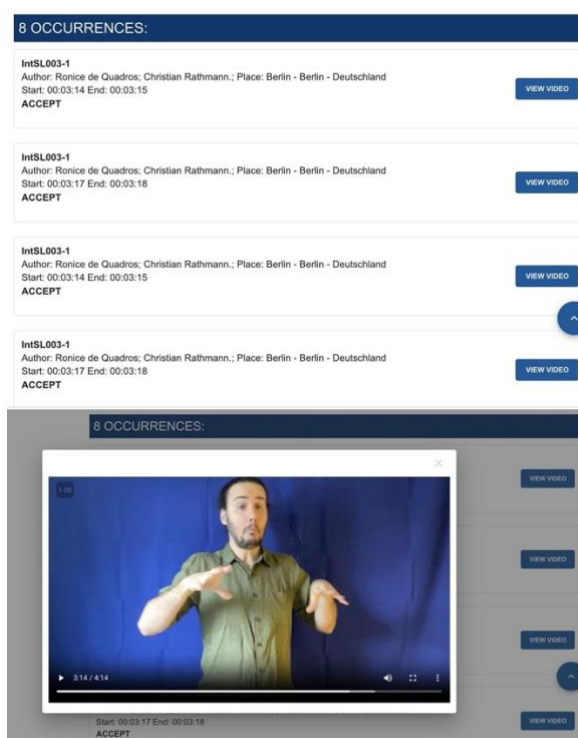 8 OCCURRENCES:
IntSL003-1
Author: Ronice de Quadros; Christian Rathmann.; Place: Berlin - Berlin - Deutschland
Start: 00:03:14 End: 00:03:15
ACCEPT
VIEW VIDEO
IntSL003-1
Author: Ronice de Quadros; Christian Rathmann.; Place: Berlin - Berlin - Deutschland
Start: 00:03:17 End: 00:03:18
ACCEPT
VIEW VIDEO
IntSL003-1
Author: Ronice de Quadros; Christian Rathmann.; Place: Berlin - Berlin - Deutschland
Start: 00:03:14 End: 00:03:15
ACCEPT
VIEW VIDEO
IntSL003-1
Author: Ronice de Quadros; Christian Rathmann.; Place: Berlin - Berlin - Deutschland
Start: 00:03:17 End: 00:03:18
ACCEPT
VIEW VIDEO
8 OCCURRENCES:
VIEW VIDEO
1.00
VIEW VIDEO
VIEW VIDEO
3:14 / 4:14
Start: 00:03:17 End: 00:03:18
ACCEPT
VIEW VIDEO